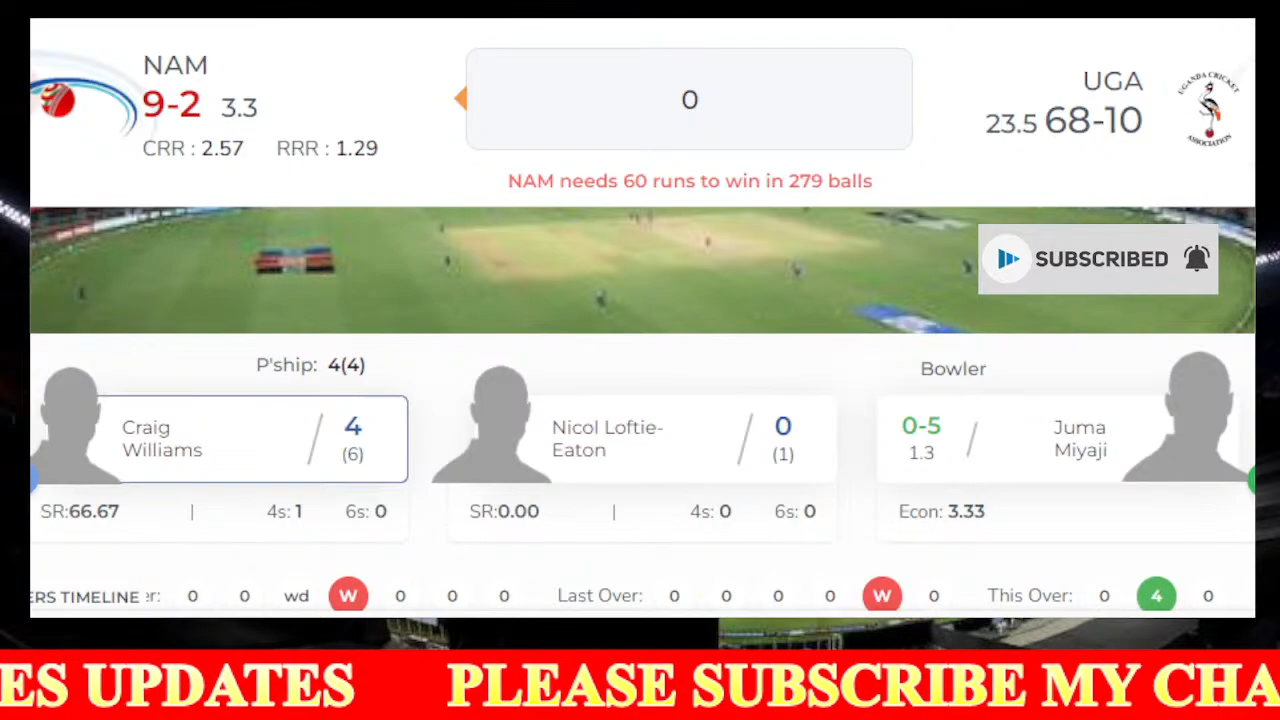 NAM
9-2 3.3
CRR : 2.57 RRR : 1.29
0
NAM needs 60 runs to win in 279 balls
UGA
23.5 68-10
UGANDA CRICKET
ASSOCIATION
SUBSCRIBED
P'ship: 4(4)
Craig
Williams
4
(6)
SR:66.67 | 4s: 1 6s: 0
Nicol Loftie-
Eaton
0
(1)
SR:0.00 | 4s: 0 6s: 0
Bowler
0-5
1.3
Juma
Miyaji
Econ: 3.33
ERS TIMELINE er: 0 0 wd W 0 0 0 Last Over: 0 0 0 0 W 0 This Over: 0 4 0
ES UPDATES PLEASE SUBSCRIBE MY CHA